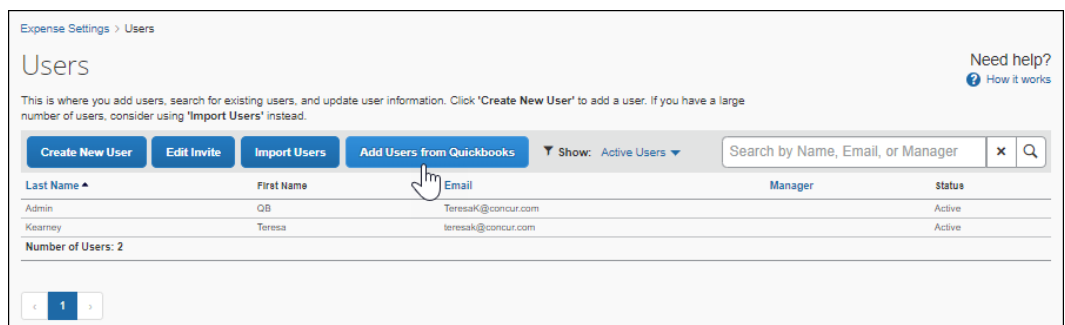 Expense Settings > Users
Users
Need help?
? How it works
This is where you add users, search for existing users, and update user information. Click 'Create New User' to add a user. If you have a large
number of users, consider using 'Import Users' instead.
Create New User Edit Invite Import Users Add Users from Quickbooks Show: Active Users Search by Name, Email, or Manager × 
Last Name First Name Email Manager Status
Admin QB TeresaK@concur.com Active
Kearney Teresa teresak@concur.com Active
Number of Users: 2
‹ 1 ›